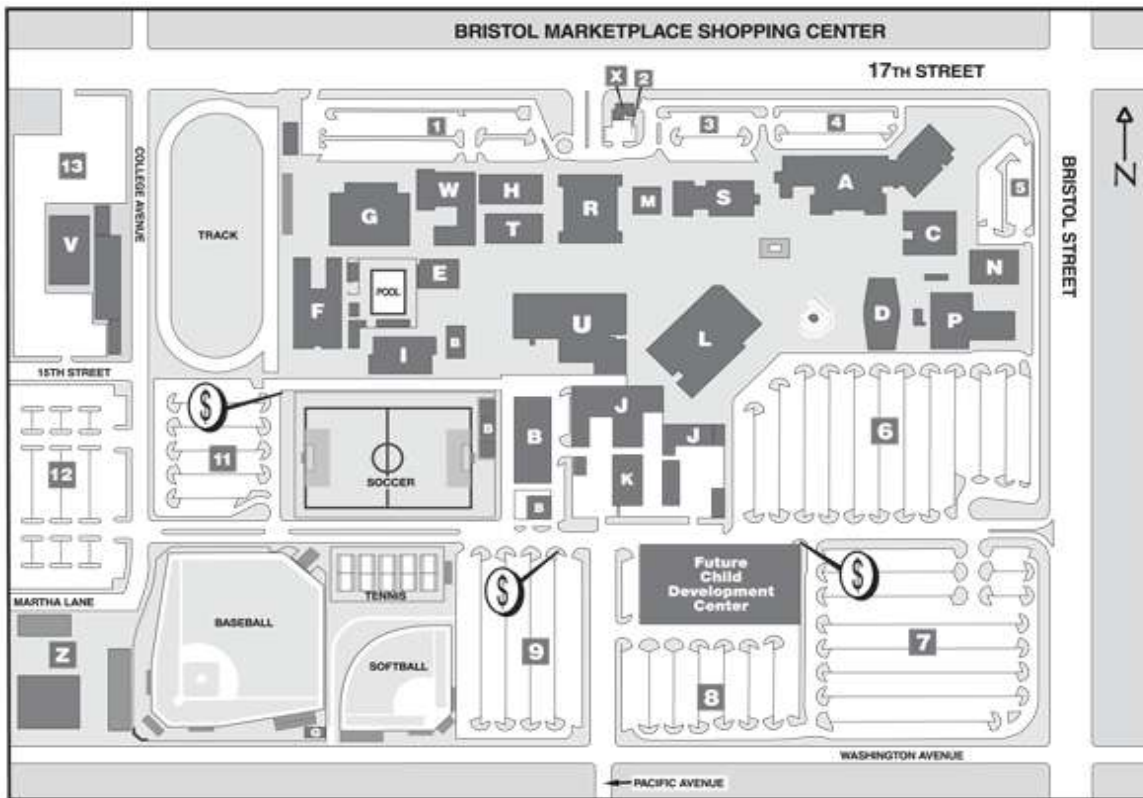 BRISTOL MARKETPLACE SHOPPING CENTER
17TH STREET
X
2
1
3
4
5
13
COLLEGE AVENUE
BRISTOL STREET
N
W
H
A
G
R
M
S
V
TRACK
T
C
E
N
POOL
F
U
D
P
L
I
B
15TH STREET
$
J
B
B
J
6
11
12
SOCCER
K
B
Future
Child
Development
Center
$
$
TENNIS
MARTHA LANE
BASEBALL
Z
9
7
SOFTBALL
8
WASHINGTON AVENUE
PACIFIC AVENUE